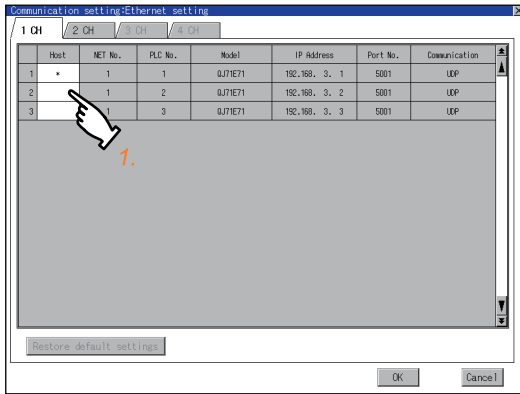 Communication setting:Ethernet setting
1 CH 2 CH 3 CH 4 CH
Host NET No. PLC No. Model IP Address Port No. Communication
1 * 1 1 QJ71E71 192.168. 3. 1 5001 UDP
2 1 2 QJ71E71 192.168. 3. 2 5001 UDP
3 1 3 QJ71E71 192.168. 3. 3 5001 UDP
1.
Restore default settings
OK Cancel